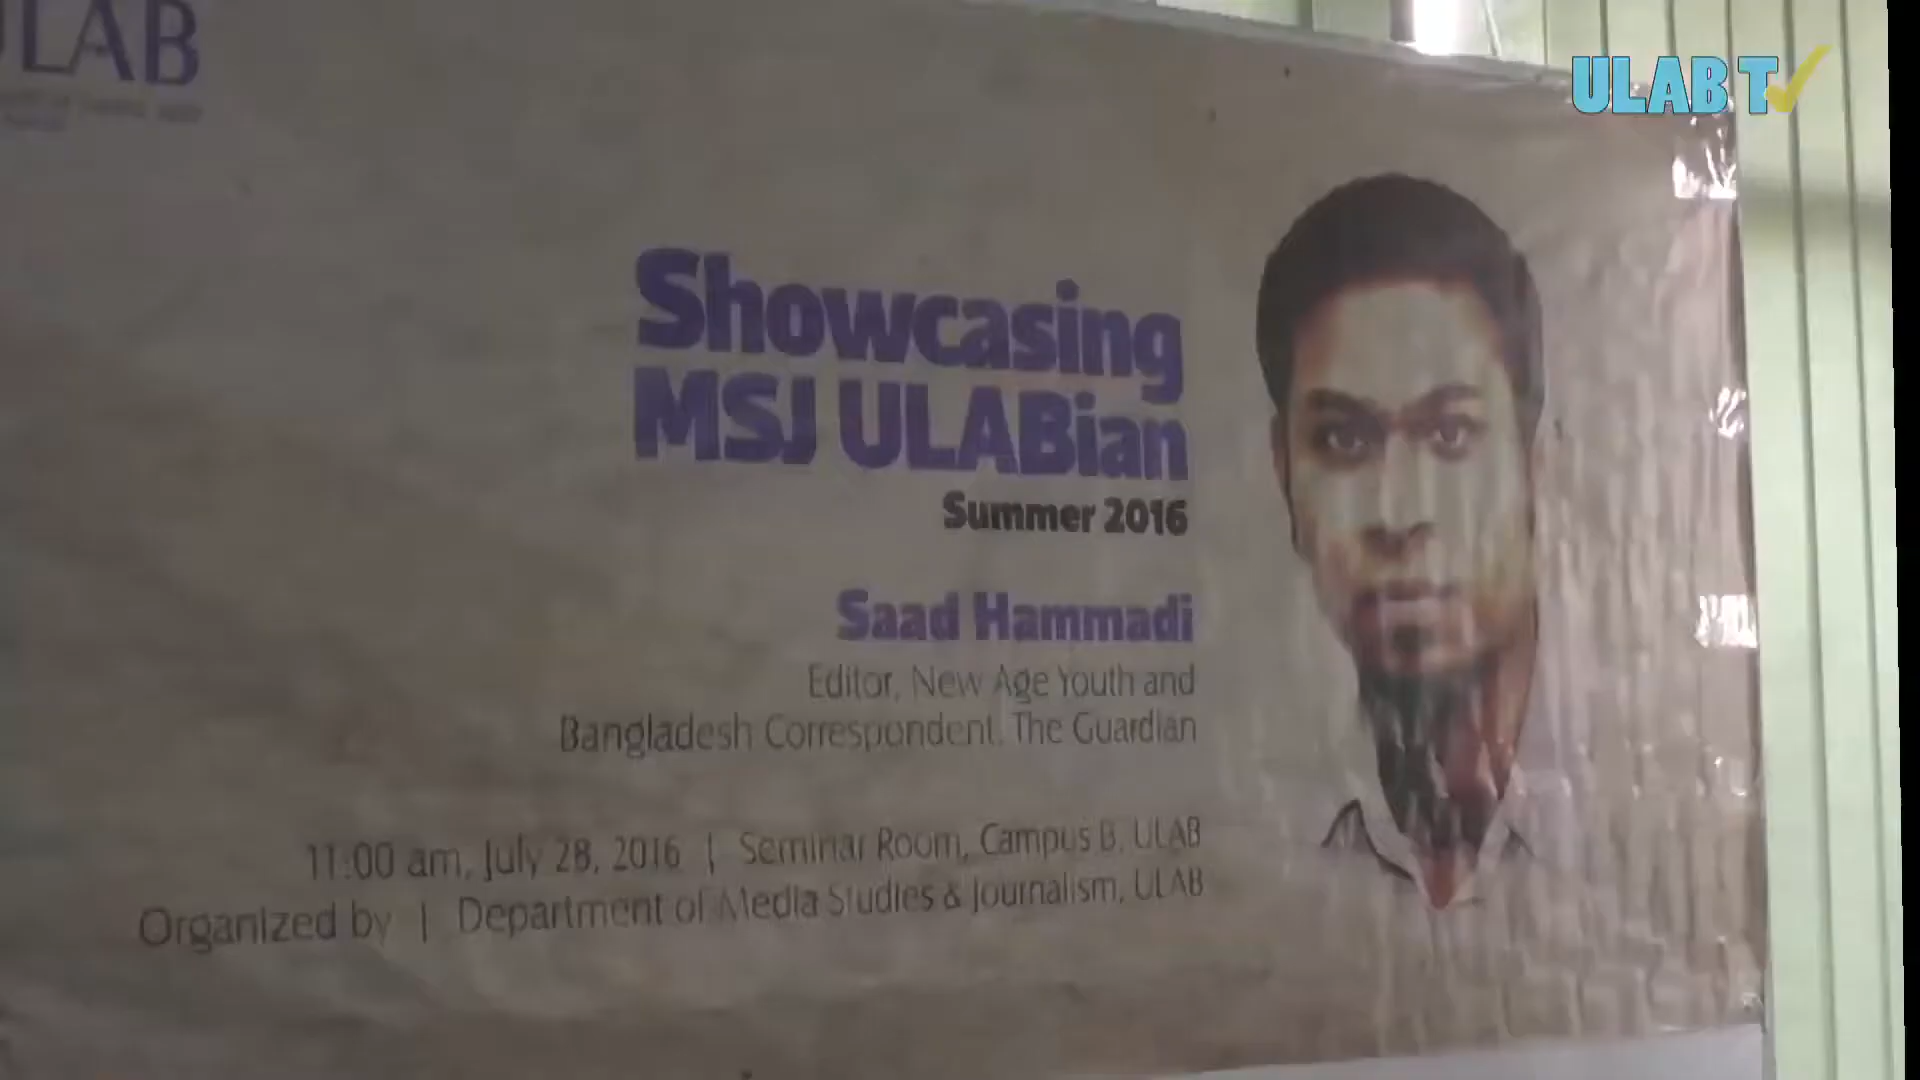 ULAB
ULAB TV
Showcasing
MSJ ULABian
Summer 2016
Saad Hammadi
Editor, New Age Youth and
Bangladesh Correspondent, The Guardian
11:00 am, July 28, 2016 | Seminar Room, Campus B, ULAB
Organized by | Department of Media Studies & Journalism, ULAB